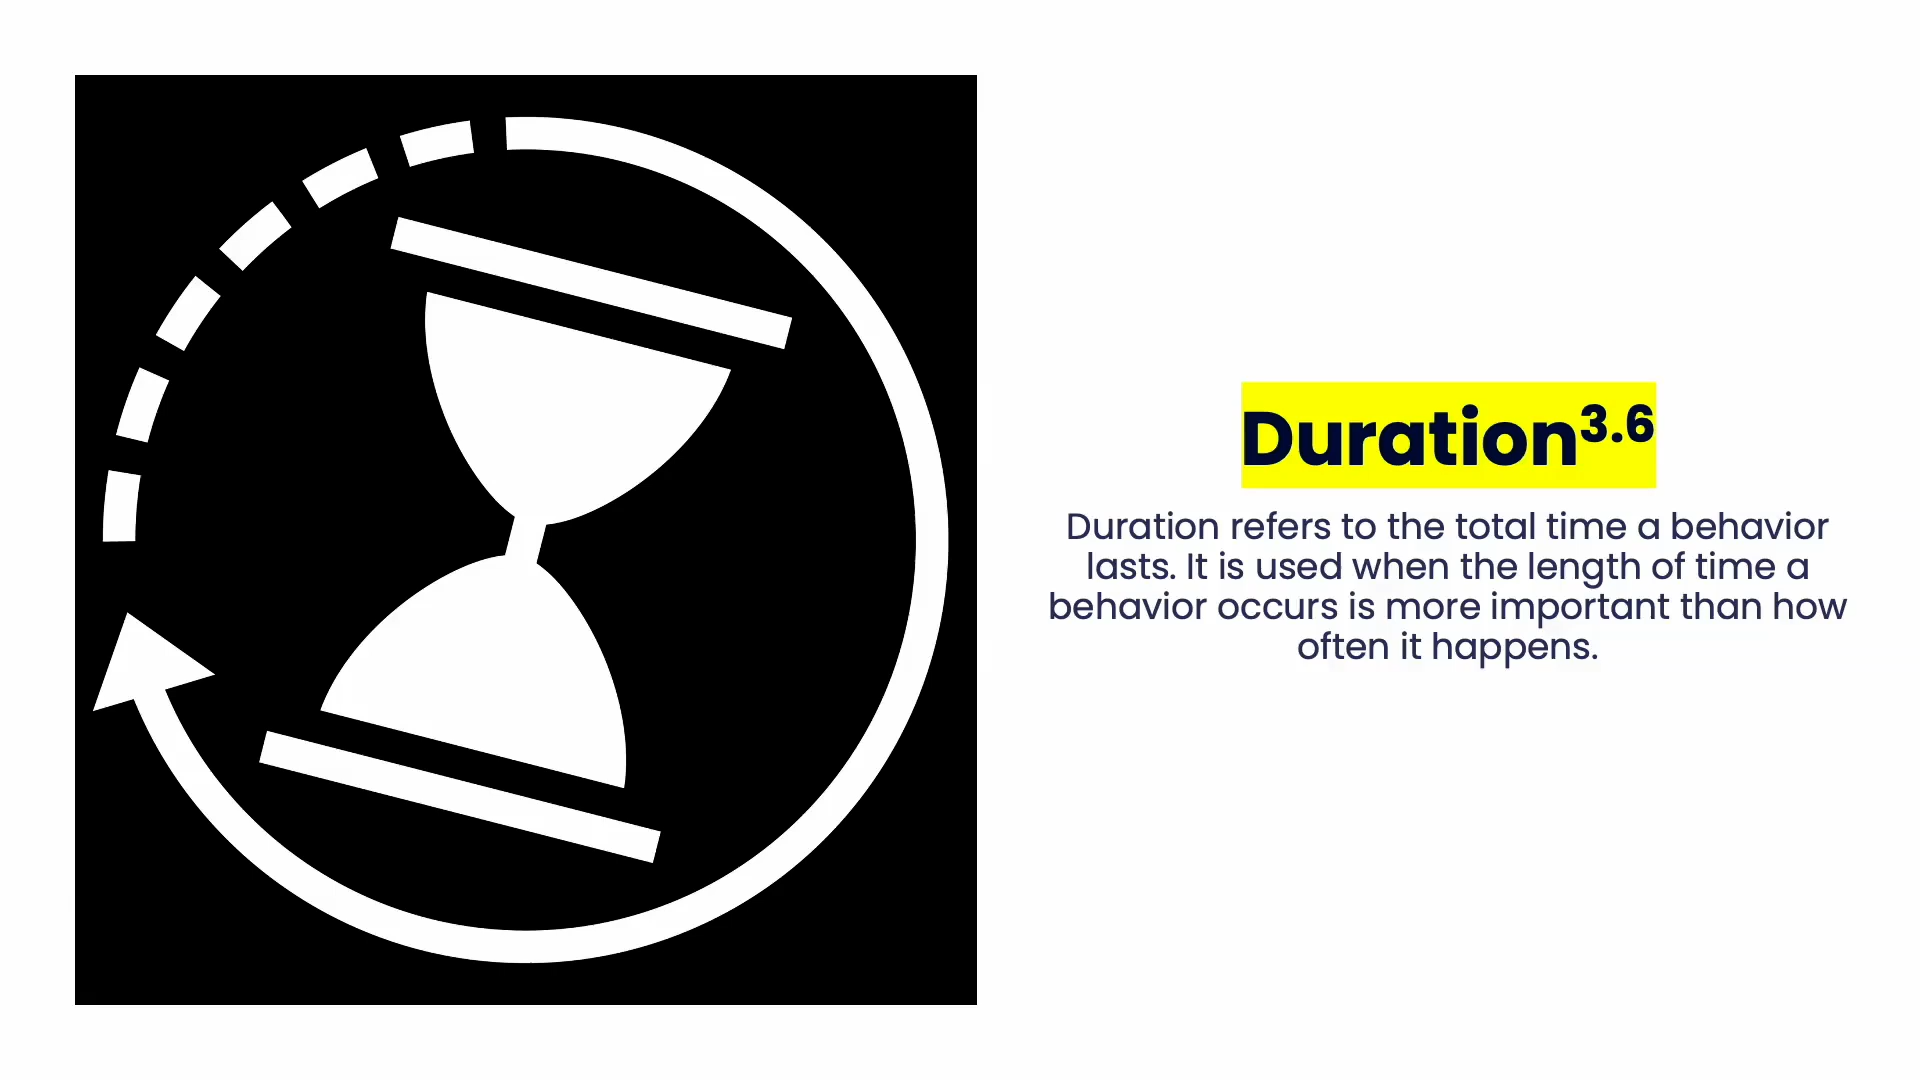 Duration³·⁶
Duration refers to the total time a behavior
lasts. It is used when the length of time a
behavior occurs is more important than how
often it happens.